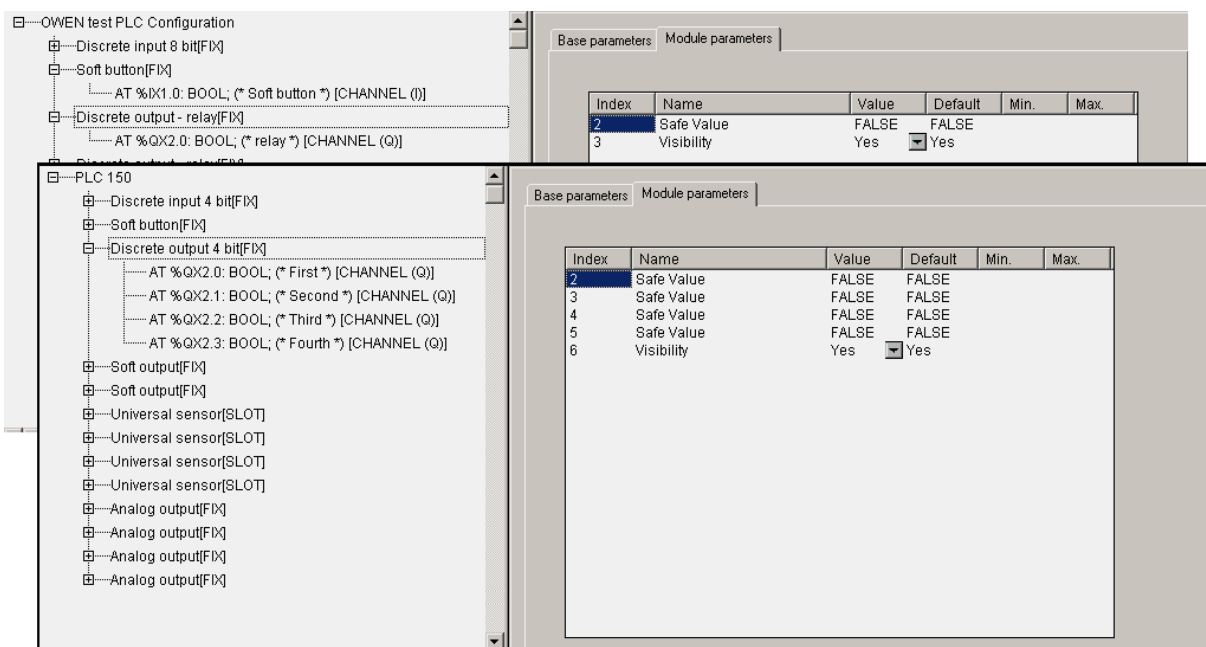 OWEN test PLC Configuration
Discrete input 8 bit[FIX]
Soft button[FIX]
AT %IX1.0: BOOL; (* Soft button *) [CHANNEL (I)]
Discrete output - relay[FIX]
AT %QX2.0: BOOL; (* relay *) [CHANNEL (Q)]
Discrete output - relay[FIX]
Base parameters Module parameters
Index Name Value Default Min. Max.
2 Safe Value FALSE FALSE
3 Visibility Yes Yes
PLC 150
Discrete input 4 bit[FIX]
Soft button[FIX]
Discrete output 4 bit[FIX]
AT %QX2.0: BOOL; (* First *) [CHANNEL (Q)]
AT %QX2.1: BOOL; (* Second *) [CHANNEL (Q)]
AT %QX2.2: BOOL; (* Third *) [CHANNEL (Q)]
AT %QX2.3: BOOL; (* Fourth *) [CHANNEL (Q)]
Soft output[FIX]
Soft output[FIX]
Universal sensor[SLOT]
Universal sensor[SLOT]
Universal sensor[SLOT]
Universal sensor[SLOT]
Analog output[FIX]
Analog output[FIX]
Analog output[FIX]
Analog output[FIX]
Base parameters Module parameters
Index Name Value Default Min. Max.
2 Safe Value FALSE FALSE
3 Safe Value FALSE FALSE
4 Safe Value FALSE FALSE
5 Safe Value FALSE FALSE
6 Visibility Yes Yes